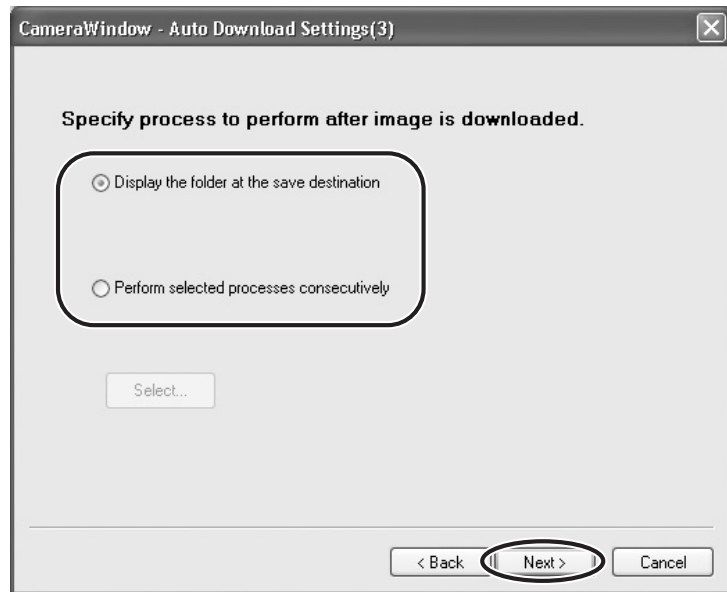 CameraWindow - Auto Download Settings(3)
Specify process to perform after image is downloaded.
Display the folder at the save destination
Perform selected processes consecutively
Select...
< Back Next > Cancel